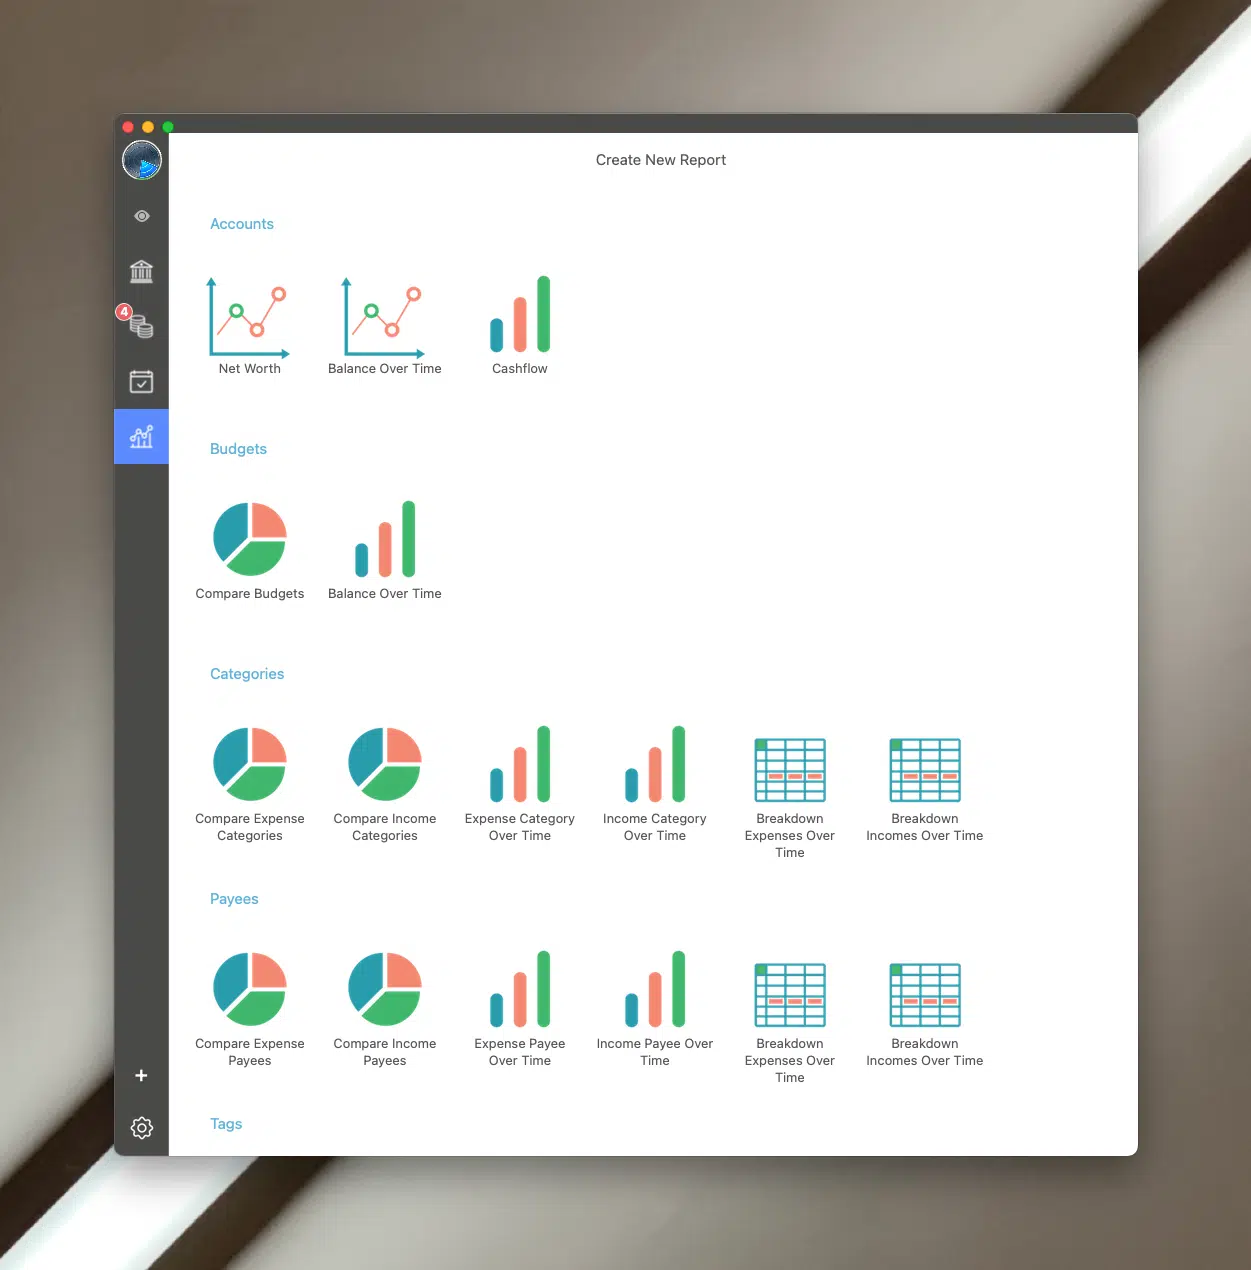 Create New Report
Accounts
4
Net Worth
Balance Over Time
Cashflow
Budgets
Compare Budgets
Balance Over Time
Categories
Compare Expense
Categories
Compare Income
Categories
Expense Category
Over Time
Income Category
Over Time
Breakdown
Expenses Over
Time
Breakdown
Incomes Over Time
Payees
Compare Expense
Payees
Compare Income
Payees
Expense Payee
Over Time
Income Payee Over
Time
Breakdown
Expenses Over
Time
Breakdown
Incomes Over Time
Tags